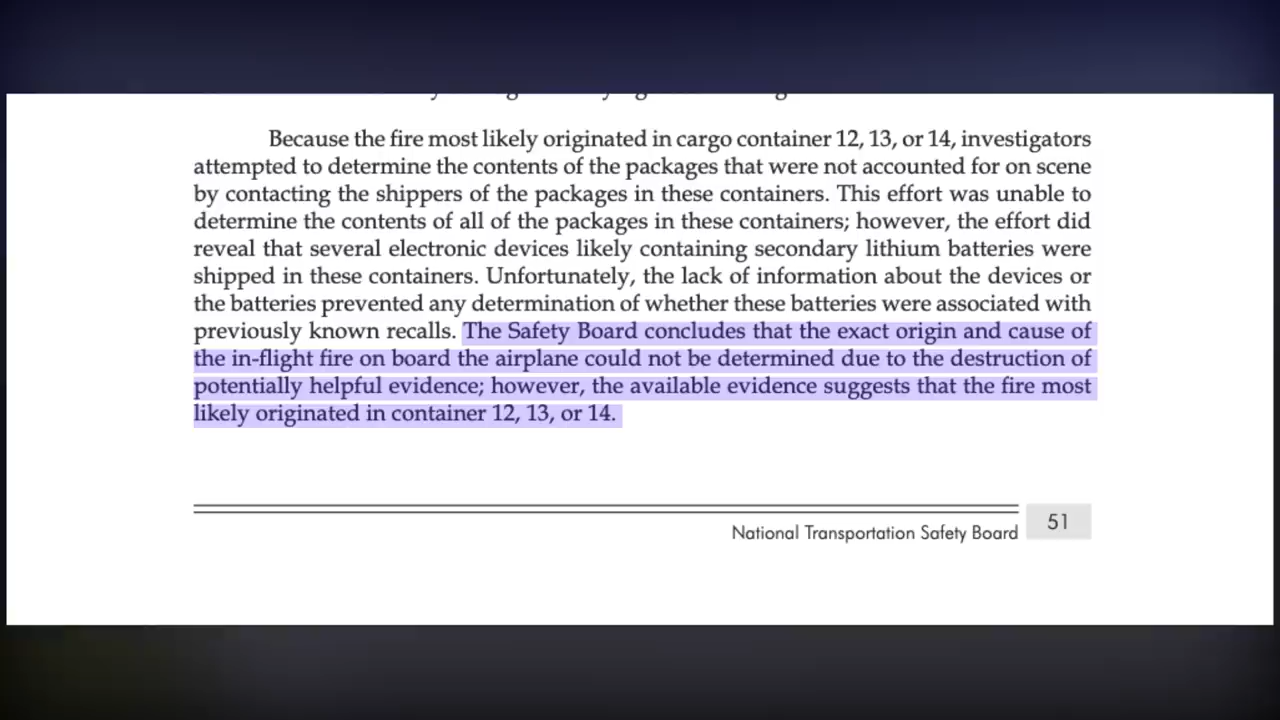 Because the fire most likely originated in cargo container 12, 13, or 14, investigators
attempted to determine the contents of the packages that were not accounted for on scene
by contacting the shippers of the packages in these containers. This effort was unable to
determine the contents of all of the packages in these containers; however, the effort did
reveal that several electronic devices likely containing secondary lithium batteries were
shipped in these containers. Unfortunately, the lack of information about the devices or
the batteries prevented any determination of whether these batteries were associated with
previously known recalls. The Safety Board concludes that the exact origin and cause of
the in-flight fire on board the airplane could not be determined due to the destruction of
potentially helpful evidence; however, the available evidence suggests that the fire most
likely originated in container 12, 13, or 14.
National Transportation Safety Board
51